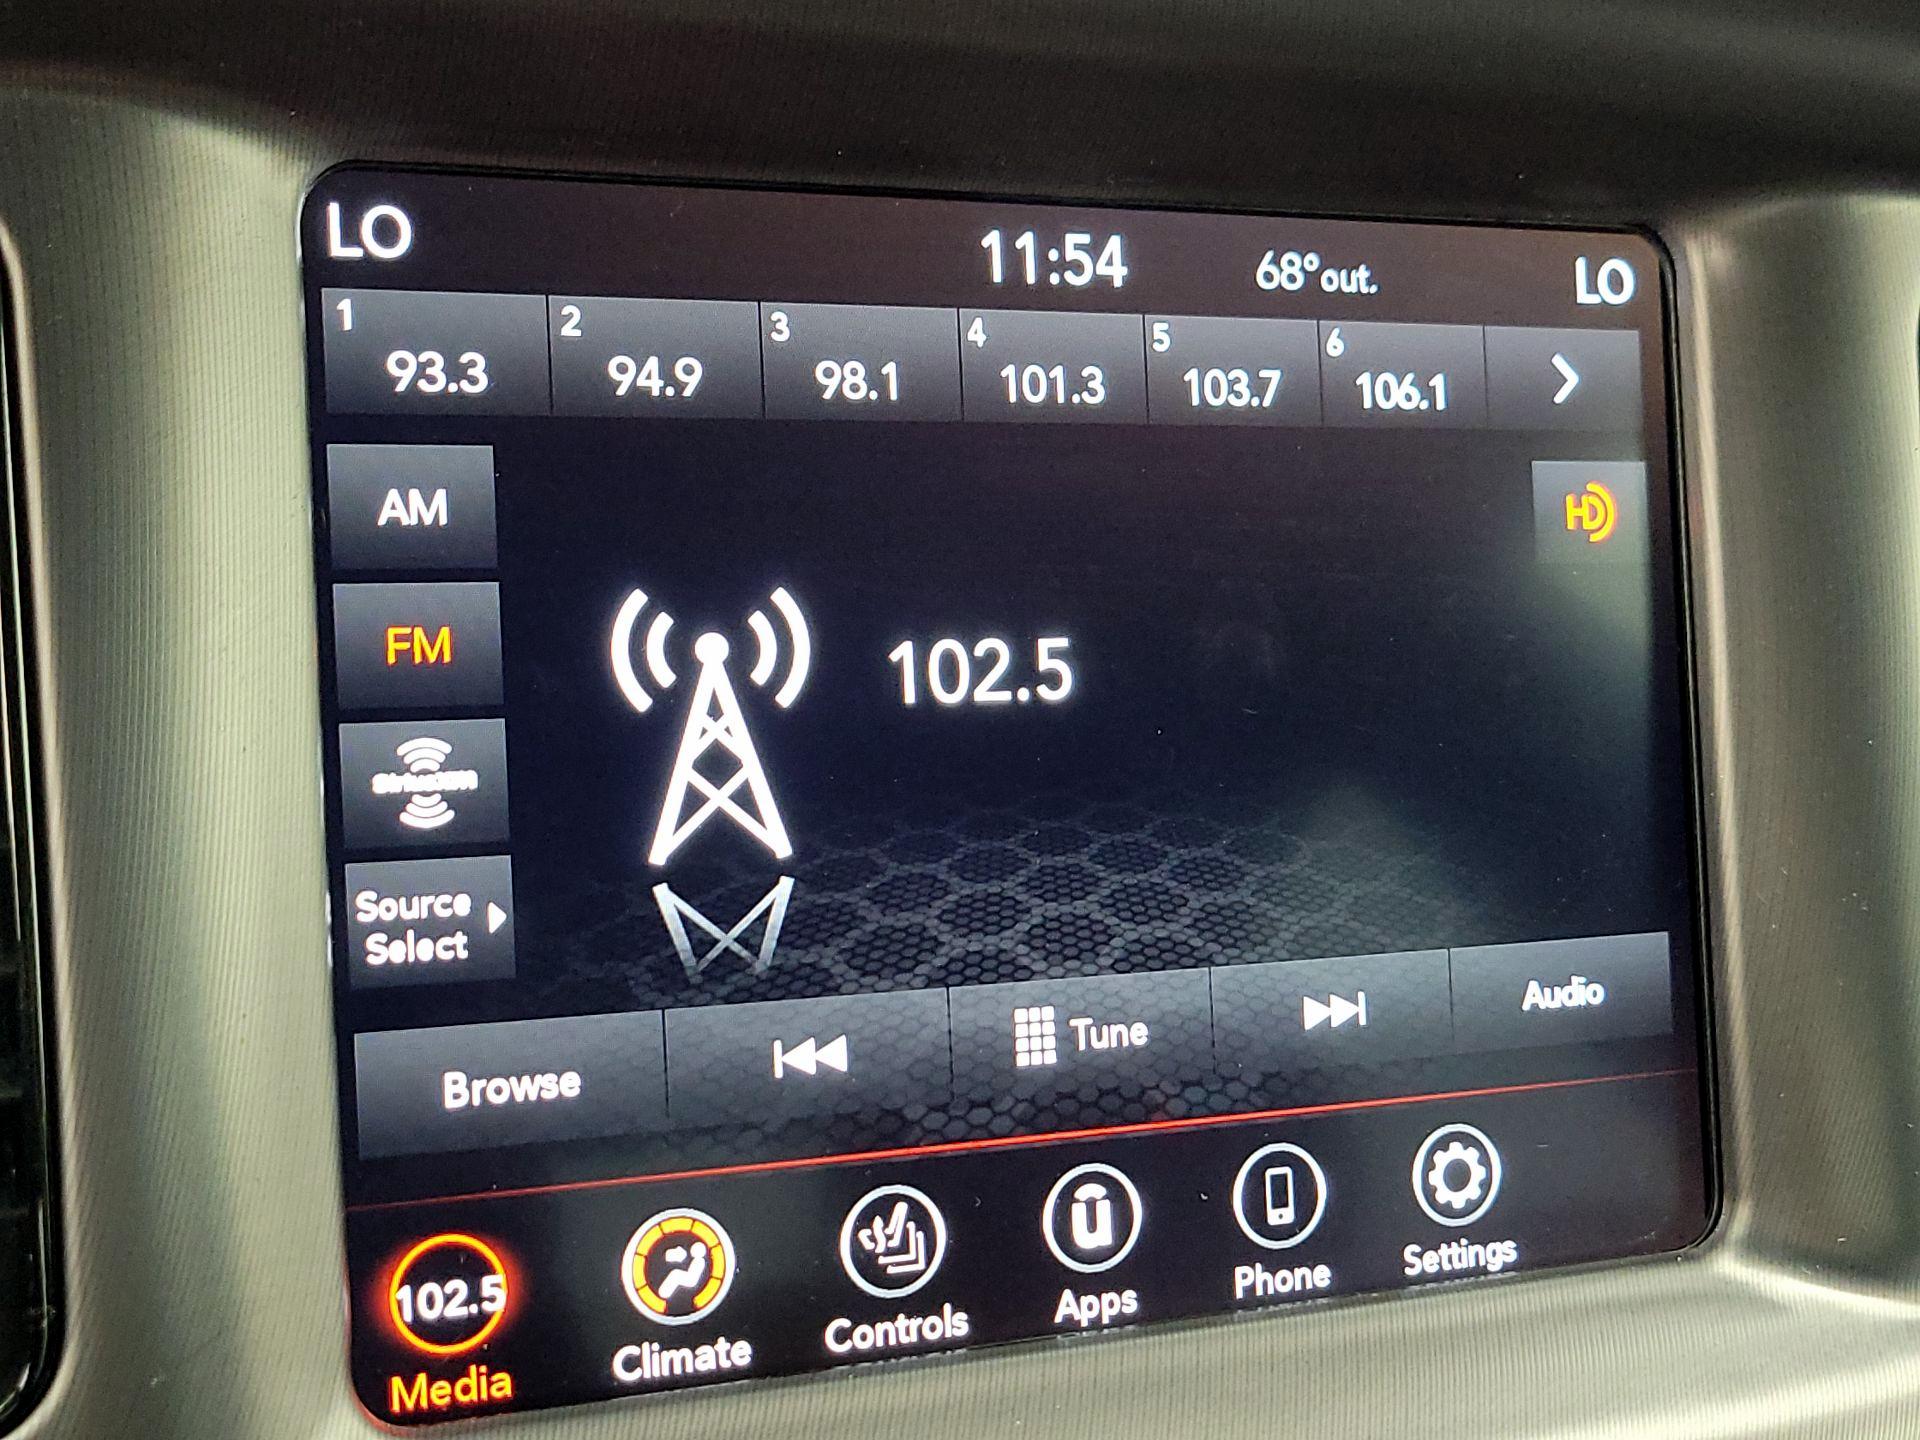 LO 11:54 68°out. LO
1 2 3 4 5 6
93.3 94.9 98.1 101.3 103.7 106.1
AM
HD
FM
102.5
SiriusXM
Source
Select
Browse Tune Audio
102.5 u
Media Climate Controls Apps Phone Settings